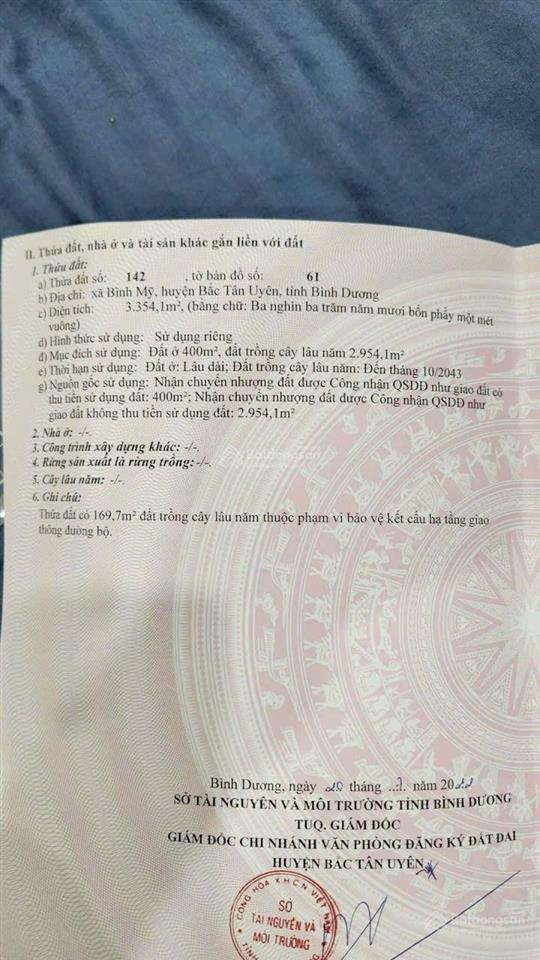 II. Thửa đất, nhà ở và tài sản khác gắn liền với đất
1. Thửa đất:
a) Thửa đất số: 142 , tờ bản đồ số: 61
b) Địa chỉ: xã Bình Mỹ, huyện Bắc Tân Uyên, tỉnh Bình Dương
c) Diện tích: 3.354,1m², (bằng chữ: Ba nghìn ba trăm năm mươi bốn phẩy một mét
vuông)
d) Hình thức sử dụng: Sử dụng riêng
đ) Mục đích sử dụng: Đất ở 400m², đất trồng cây lâu năm 2.954,1m²
e) Thời hạn sử dụng: Đất ở: Lâu dài; Đất trồng cây lâu năm: Đến tháng 10/2043
g) Nguồn gốc sử dụng: Nhận chuyển nhượng đất được Công nhận QSDĐ như giao đất có
thu tiền sử dụng đất: 400m²; Nhận chuyển nhượng đất được Công nhận QSDĐ như
giao đất không thu tiền sử dụng đất: 2.954,1m²
2. Nhà ở: -/-.
3. Công trình xây dựng khác: -/-.
4. Rừng sản xuất là rừng trồng: -/-.
5. Cây lâu năm: -/-.
6. Ghi chú:
Thửa đất có 169,7m² đất trồng cây lâu năm thuộc phạm vi bảo vệ kết cấu hạ tầng giao
thông đường bộ.
Batdongsan
Bình Dương, ngày 20 tháng ..7. năm 2022
SỞ TÀI NGUYÊN VÀ MÔI TRƯỜNG TỈNH BÌNH DƯƠNG
TUQ. GIÁM ĐỐC
GIÁM ĐỐC CHI NHÁNH VĂN PHÒNG ĐĂNG KÝ ĐẤT ĐAI
HUYỆN BẮC TÂN UYÊN
CỘNG HÒA X.H.C.N VIỆT NAM
SỞ
TÀI NGUYÊN VÀ
MÔI TRƯỜNG
Batdongsan